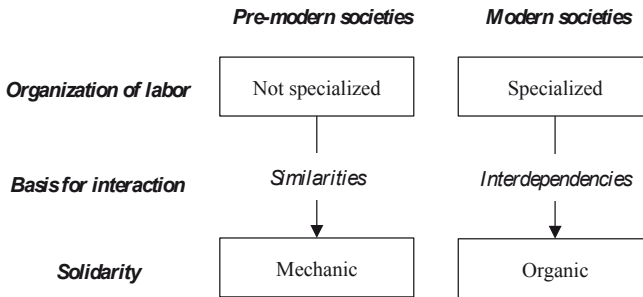 Pre-modern societies Modern societies
Organization of labor Not specialized Specialized
Basis for interaction Similarities Interdependencies
Solidarity Mechanic Organic